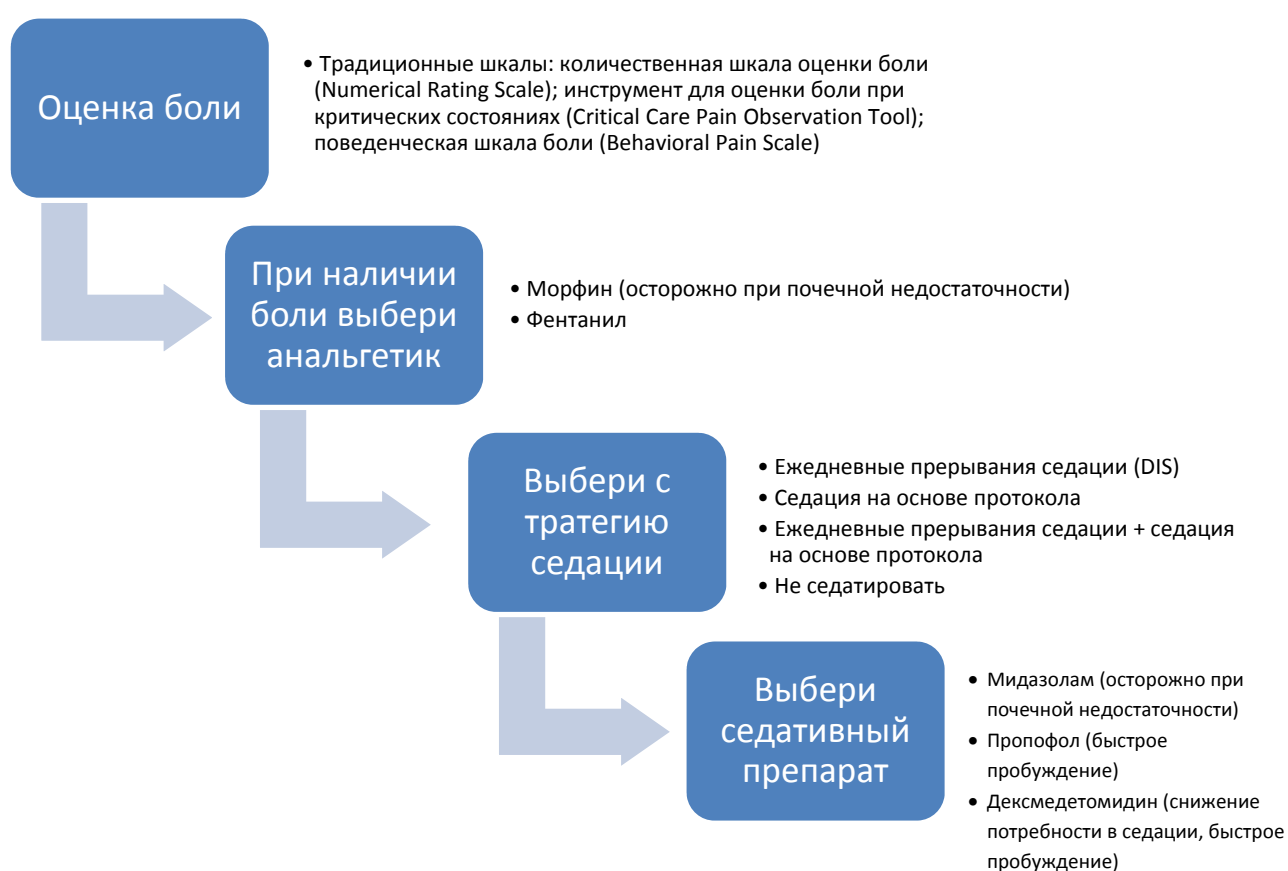 Оценка боли
• Традиционные шкалы: количественная шкала оценки боли
(Numerical Rating Scale); инструмент для оценки боли при
критических состояниях (Critical Care Pain Observation Tool);
поведенческая шкала боли (Behavioral Pain Scale)
При наличии
боли выбери
анальгетик
• Морфин (осторожно при почечной недостаточности)
• Фентанил
Выбери с
тратегию
седации
• Ежедневные прерывания седации (DIS)
• Седация на основе протокола
• Ежедневные прерывания седации + седация
на основе протокола
• Не седатировать
Выбери
седативный
препарат
• Мидазолам (осторожно при
почечной недостаточности)
• Пропофол (быстрое
пробуждение)
• Дексмедетомидин (снижение
потребности в седации, быстрое
пробуждение)